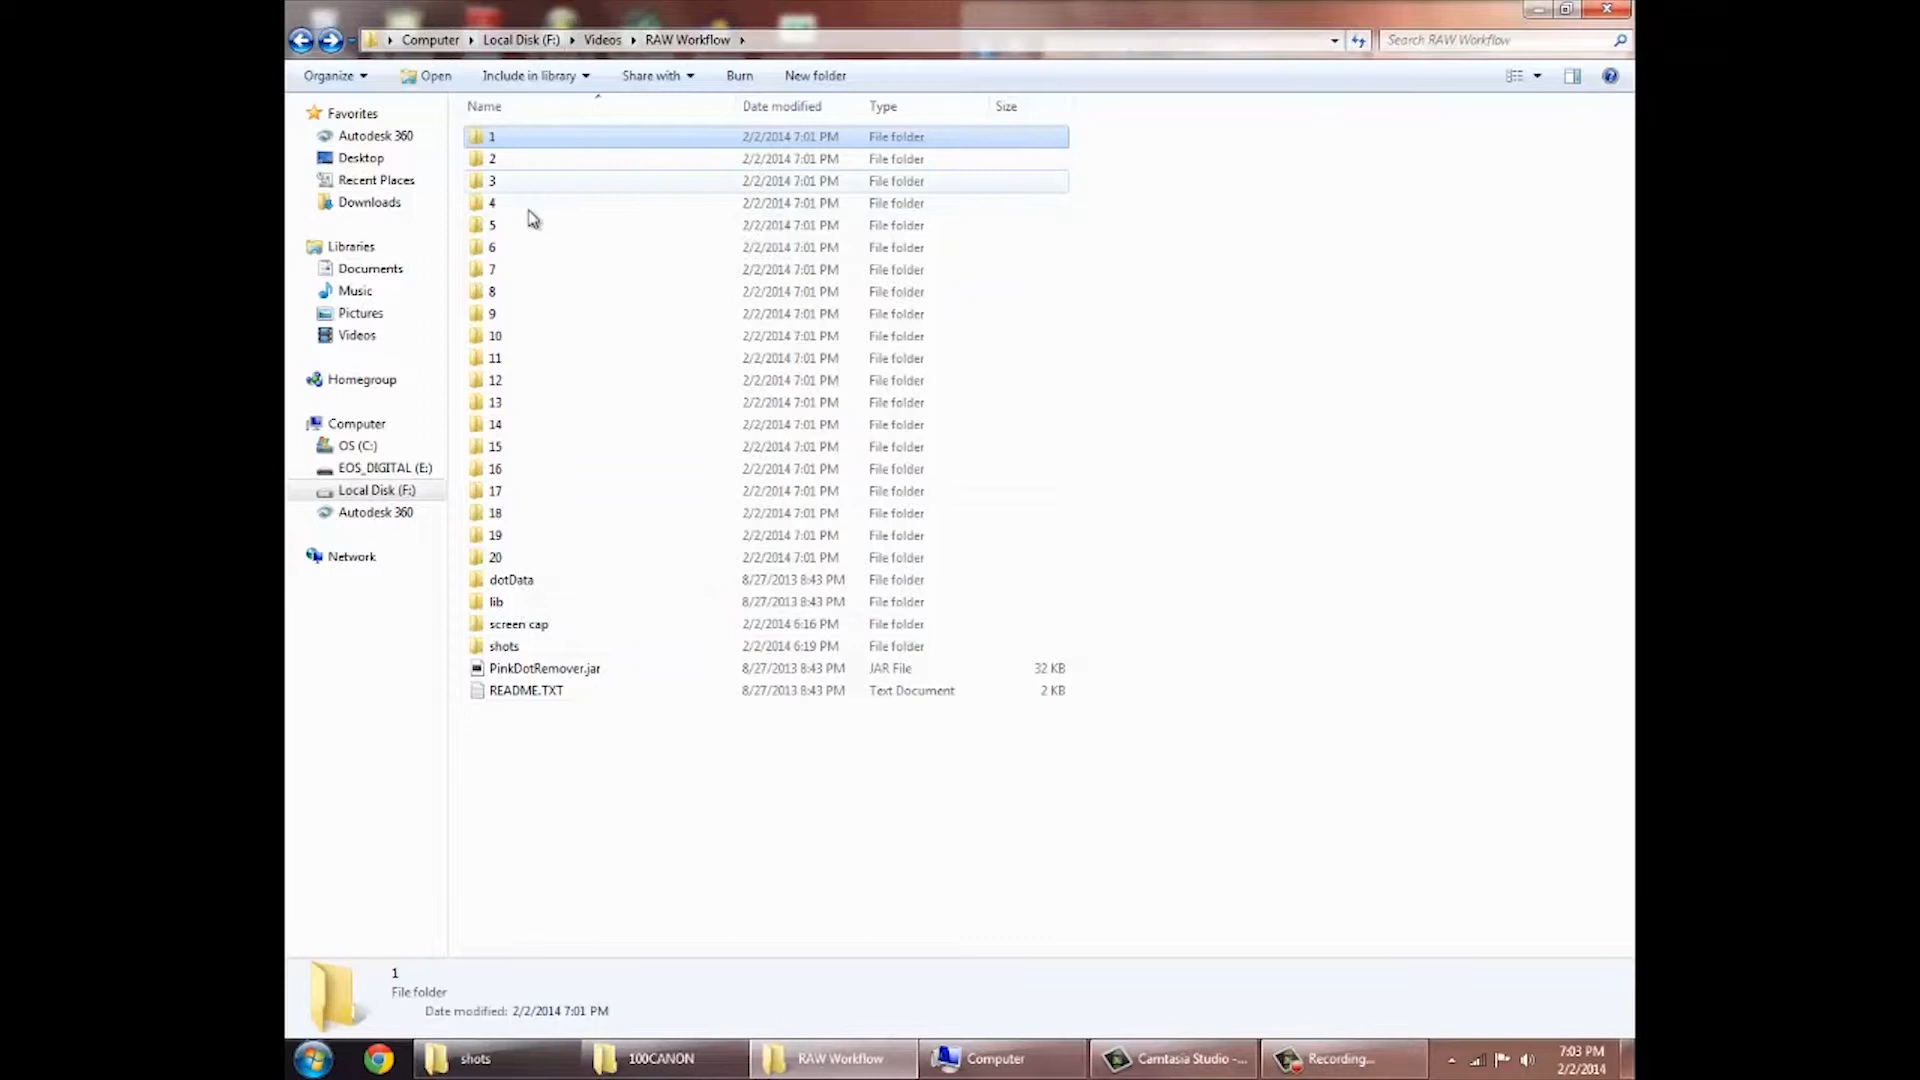 Computer Local Disk (F:) Videos RAW Workflow
Search RAW Workflow
Organize Open Include in library Share with Burn New folder
Name Date modified Type Size
Favorites
Autodesk 360
Desktop
Recent Places
Downloads
Libraries
Documents
Music
Pictures
Videos
Homegroup
Computer
OS (C:)
EOS_DIGITAL (E:)
Local Disk (F:)
Autodesk 360
Network
1 2/2/2014 7:01 PM File folder
2 2/2/2014 7:01 PM File folder
3 2/2/2014 7:01 PM File folder
4 2/2/2014 7:01 PM File folder
5 2/2/2014 7:01 PM File folder
6 2/2/2014 7:01 PM File folder
7 2/2/2014 7:01 PM File folder
8 2/2/2014 7:01 PM File folder
9 2/2/2014 7:01 PM File folder
10 2/2/2014 7:01 PM File folder
11 2/2/2014 7:01 PM File folder
12 2/2/2014 7:01 PM File folder
13 2/2/2014 7:01 PM File folder
14 2/2/2014 7:01 PM File folder
15 2/2/2014 7:01 PM File folder
16 2/2/2014 7:01 PM File folder
17 2/2/2014 7:01 PM File folder
18 2/2/2014 7:01 PM File folder
19 2/2/2014 7:01 PM File folder
20 2/2/2014 7:01 PM File folder
dotData 8/27/2013 8:43 PM File folder
lib 8/27/2013 8:43 PM File folder
screen cap 2/2/2014 6:16 PM File folder
shots 2/2/2014 6:19 PM File folder
PinkDotRemover.jar 8/27/2013 8:43 PM JAR File 32 KB
README.TXT 8/27/2013 8:43 PM Text Document 2 KB
1
File folder
Date modified: 2/2/2014 7:01 PM
shots 100CANON RAW Workflow Computer Camtasia Studio -... Recording...
7:03 PM
2/2/2014